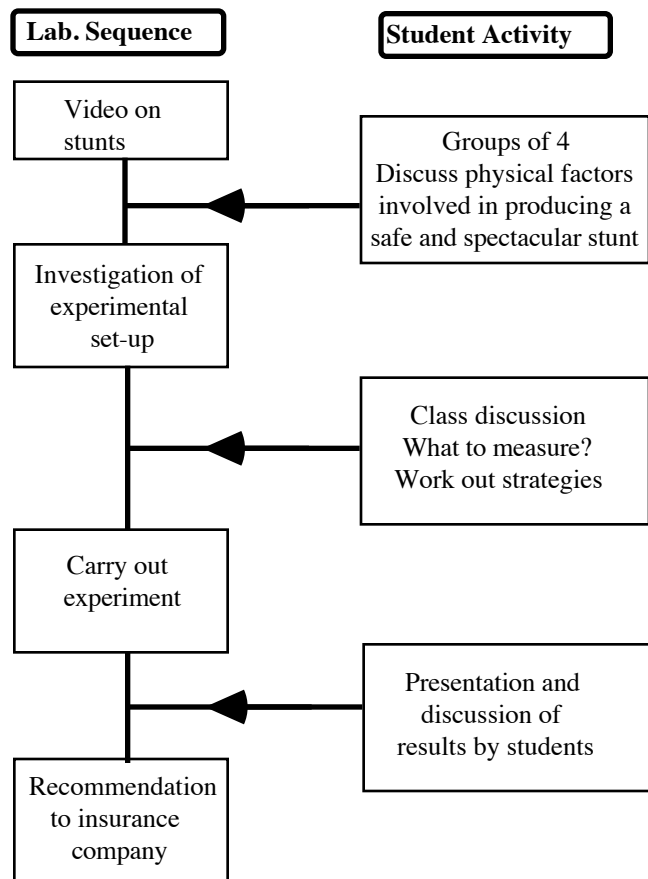 Lab. Sequence
Student Activity
Video on
stunts
Groups of 4
Discuss physical factors
involved in producing a
safe and spectacular stunt
Investigation of
experimental
set-up
Class discussion
What to measure?
Work out strategies
Carry out
experiment
Presentation and
discussion of
results by students
Recommendation
to insurance
company